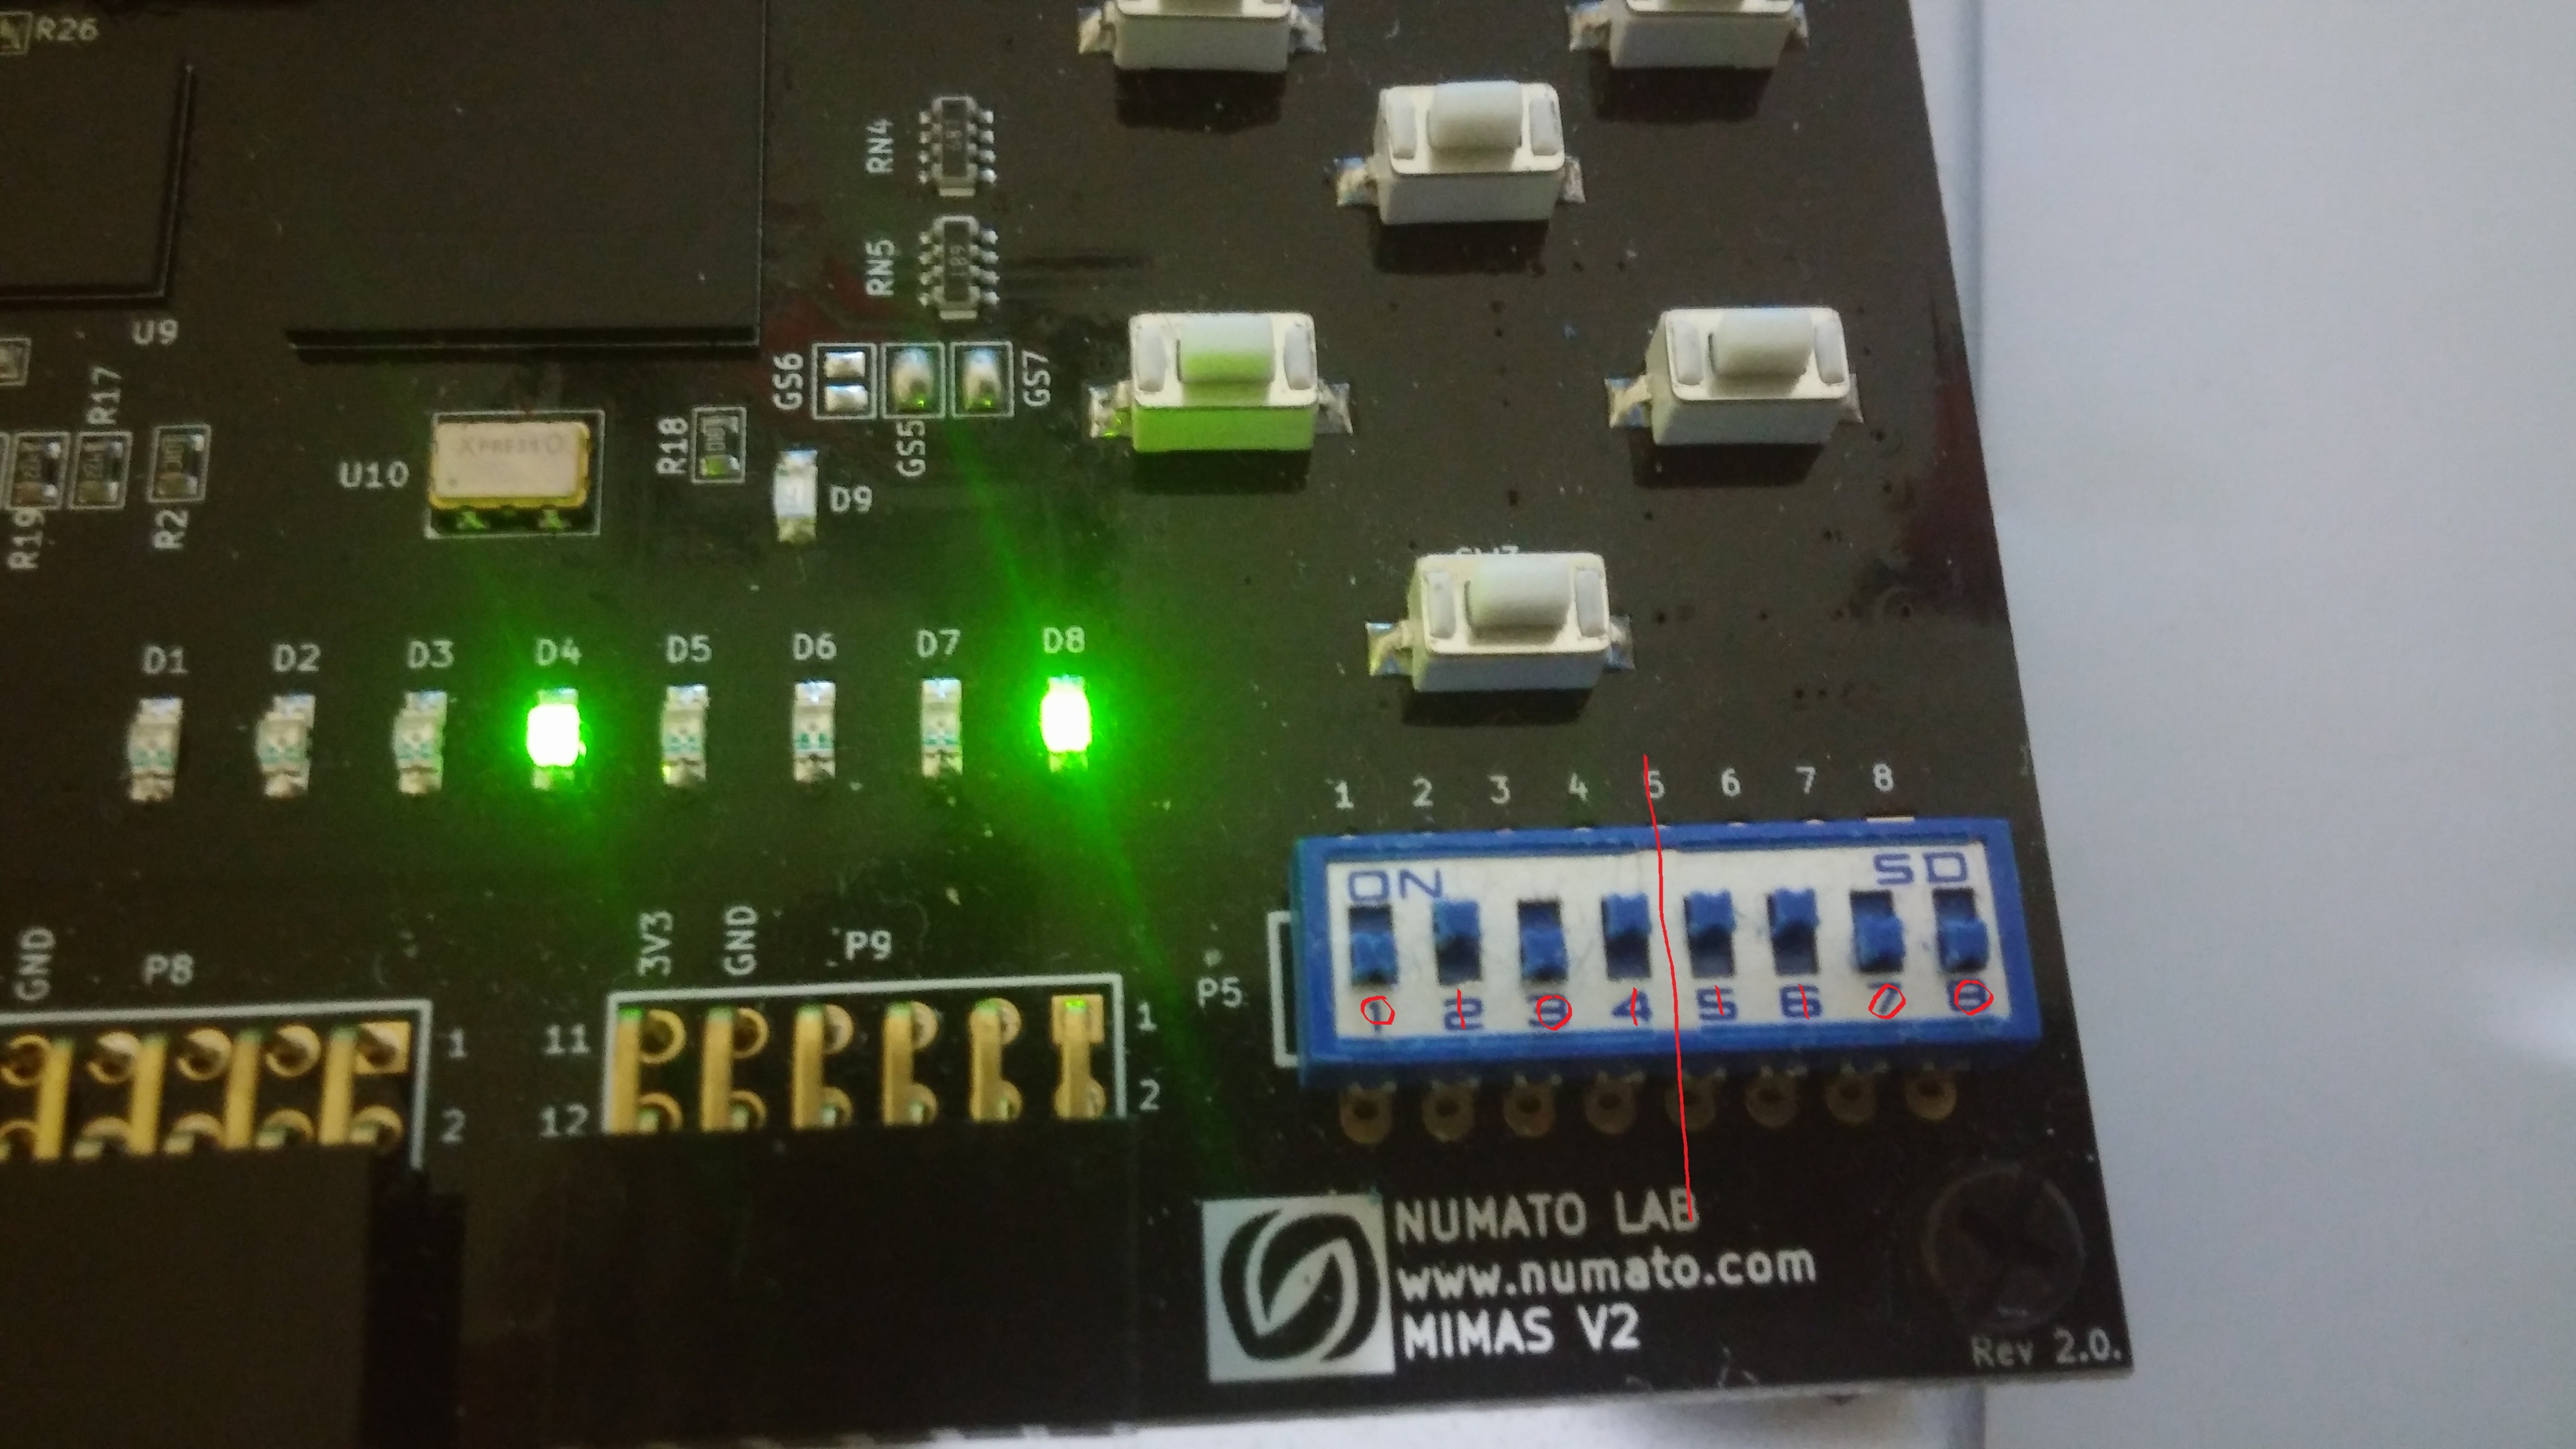 R26
RN4
RN5
U9
R17
GS6
GS5
GS7
R18
U10
D9
R19
R2
D1 D2 D3 D4 D5 D6 D7 D8
1 2 3 4 5 6 7 8
ON SD
1 2 3 4 5 6 7 8
GND
P8
3V3
GND
P9
P5
1
2
11
12
1
2
NUMATO LAB
www.numato.com
MIMAS V2
Rev 2.0.